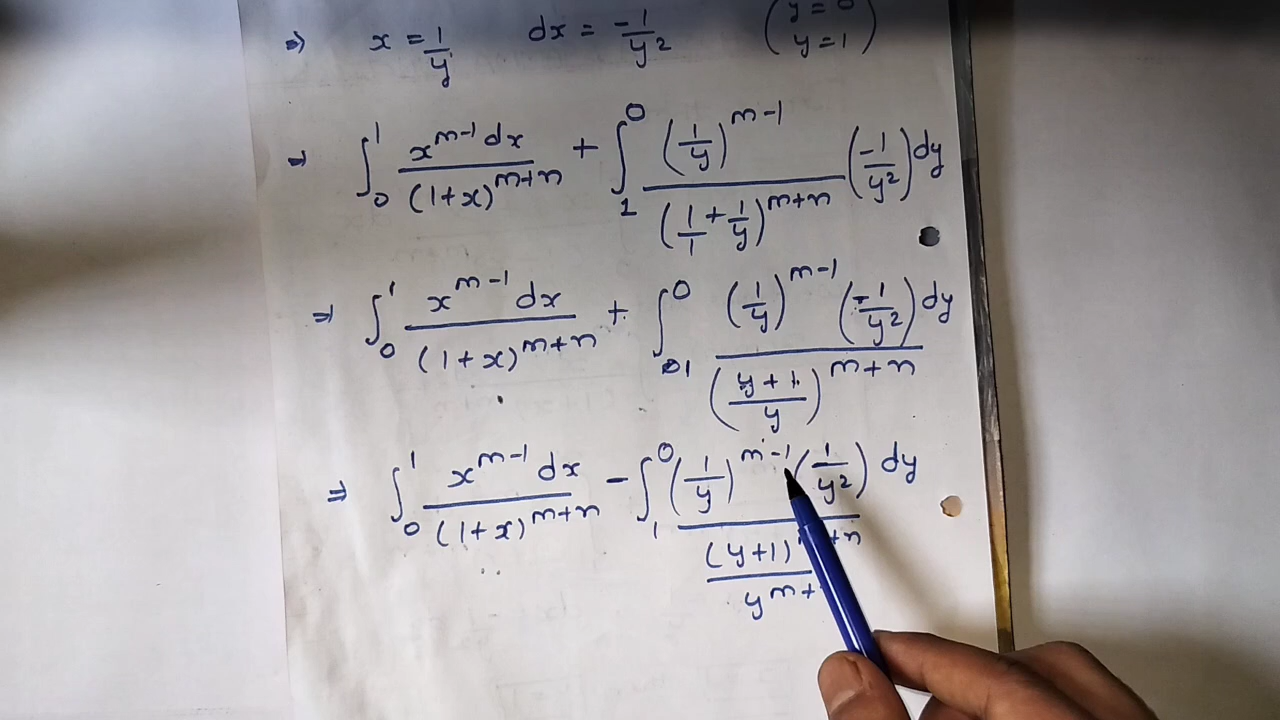 ⇒ x = 1/y dx = -1/y² (y = 0
y = 1)
⇒ ∫₀¹ x^(m-1) dx / (1+x)^(m+n) + ∫₁⁰ (1/y)^(m-1) / (1/1 + 1/y)^(m+n) (-1/y²) dy
⇒ ∫₀¹ x^(m-1) dx / (1+x)^(m+n) + ∫₁⁰ (1/y)^(m-1) (-1/y²) dy / ((y+1)/y)^(m+n)
⇒ ∫₀¹ x^(m-1) dx / (1+x)^(m+n) - ∫₁⁰ (1/y)^(m-1) (1/y²) dy / ((y+1)^(+n) / y^(m+))